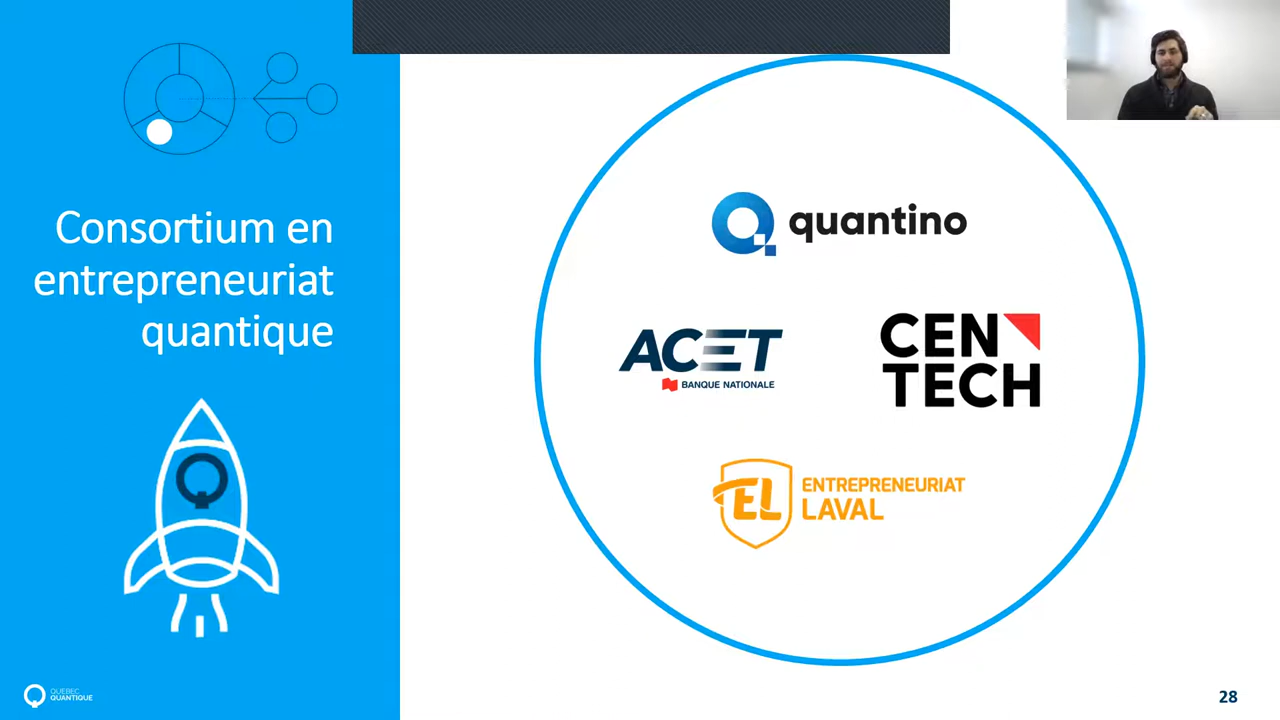 Consortium en
entrepreneuriat
quantique
quantino
ACET
BANQUE NATIONALE
CEN
TECH
EL
ENTREPRENEURIAT
LAVAL
QUÉBEC
QUANTIQUE
28